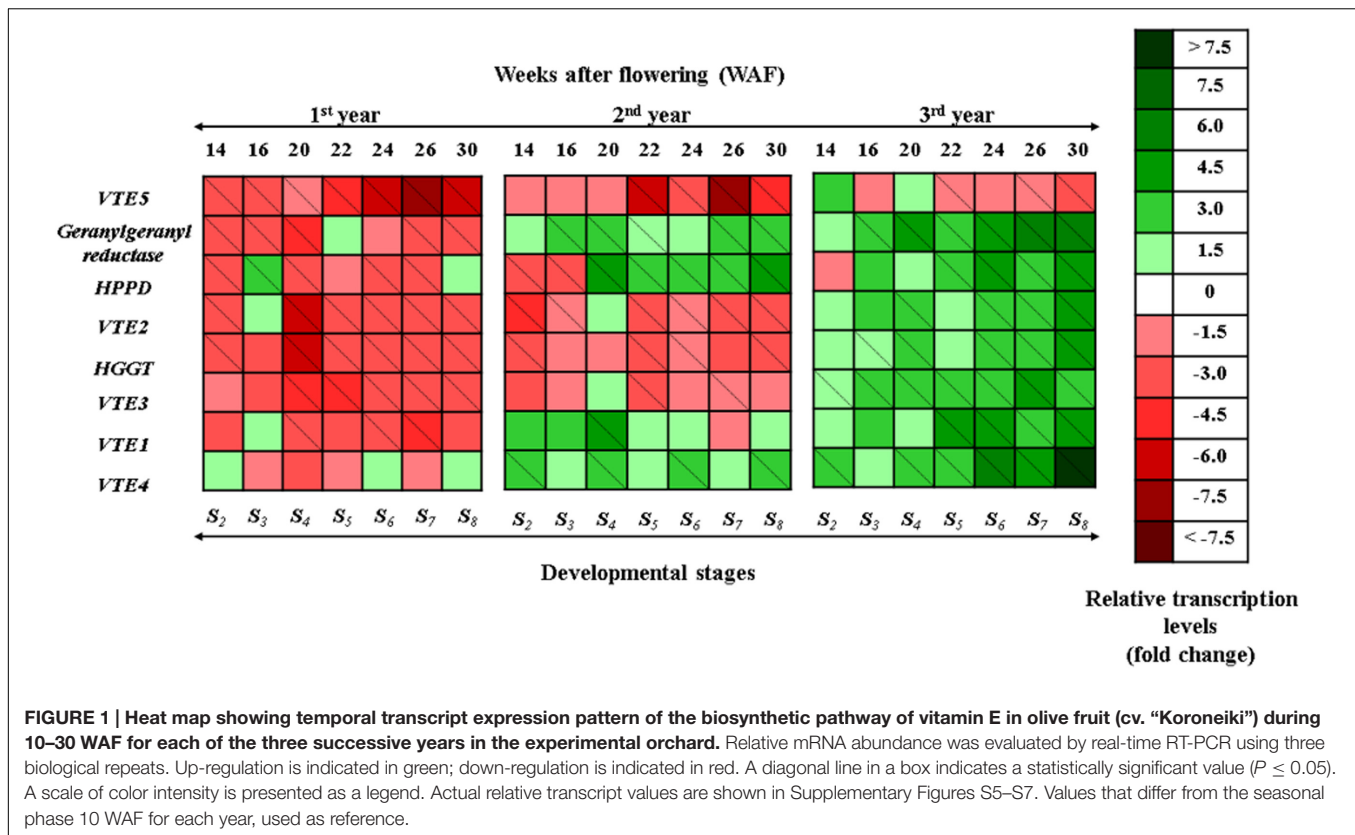 Weeks after flowering (WAF)
1st year 2nd year 3rd year
14 16 20 22 24 26 30 14 16 20 22 26 30 14 16 20 22 24 26 30
VTE5
Geranylgeranyl
reductase
HPPD
VTE2
HGGT
VTE3
VTE1
VTE4
S2 S3 S4 S5 S6 S7 S8 S2 S3 S4 S5 S6 S7 S8 S2 S3 S4 S5 S6 S7 S8
Developmental stages
> 7.5
7.5
6.0
4.5
3.0
1.5
0
-1.5
-3.0
-4.5
-6.0
-7.5
< -7.5
Relative transcription
levels
(fold change)
FIGURE 1 | Heat map showing temporal transcript expression pattern of the biosynthetic pathway of vitamin E in olive fruit (cv. “Koroneiki”) during
10–30 WAF for each of the three successive years in the experimental orchard. Relative mRNA abundance was evaluated by real-time RT-PCR using three
biological repeats. Up-regulation is indicated in green; down-regulation is indicated in red. A diagonal line in a box indicates a statistically significant value (P ≤ 0.05).
A scale of color intensity is presented as a legend. Actual relative transcript values are shown in Supplementary Figures S5–S7. Values that differ from the seasonal
phase 10 WAF for each year, used as reference.